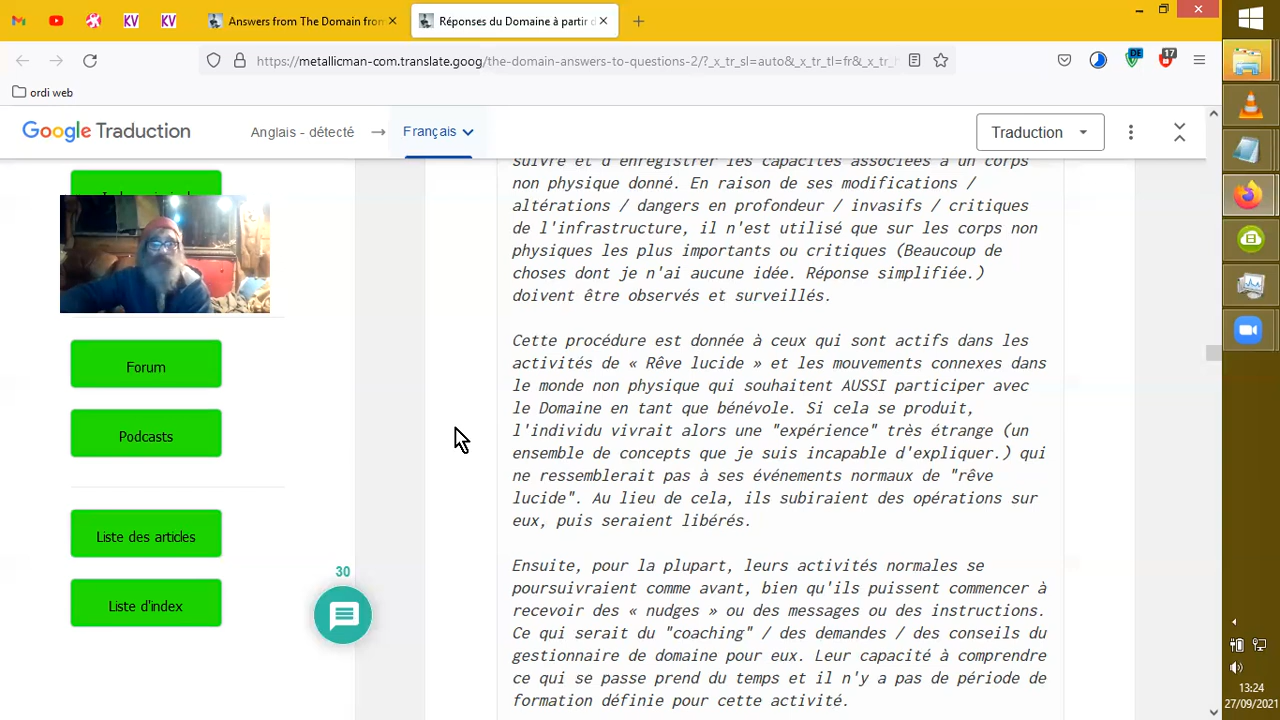 KV
KV
Answers from The Domain from
Réponses du Domaine à partir d
https://metallicman-com.translate.goog/the-domain-answers-to-questions-2/?_x_tr_sl=auto&_x_tr_tl=fr&_x_tr_
DE
17
ordi web
Google Traduction
Anglais - détecté
Français
Traduction
suivre et d'enregistrer les capacités associées à un corps
non physique donné. En raison de ses modifications /
altérations / dangers en profondeur / invasifs / critiques
de l'infrastructure, il n'est utilisé que sur les corps non
physiques les plus importants ou critiques (Beaucoup de
choses dont je n'ai aucune idée. Réponse simplifiée.)
doivent être observés et surveillés.
Cette procédure est donnée à ceux qui sont actifs dans les
activités de « Rêve lucide » et les mouvements connexes dans
le monde non physique qui souhaitent AUSSI participer avec
le Domaine en tant que bénévole. Si cela se produit,
l'individu vivrait alors une "expérience" très étrange (un
ensemble de concepts que je suis incapable d'expliquer.) qui
ne ressemblerait pas à ses événements normaux de "rêve
lucide". Au lieu de cela, ils subiraient des opérations sur
eux, puis seraient libérés.
Ensuite, pour la plupart, leurs activités normales se
poursuivraient comme avant, bien qu'ils puissent commencer à
recevoir des « nudges » ou des messages ou des instructions.
Ce qui serait du "coaching" / des demandes / des conseils du
gestionnaire de domaine pour eux. Leur capacité à comprendre
ce qui se passe prend du temps et il n'y a pas de période de
formation définie pour cette activité.
Forum
Podcasts
Liste des articles
Liste d'index
30
13:24
27/09/2021